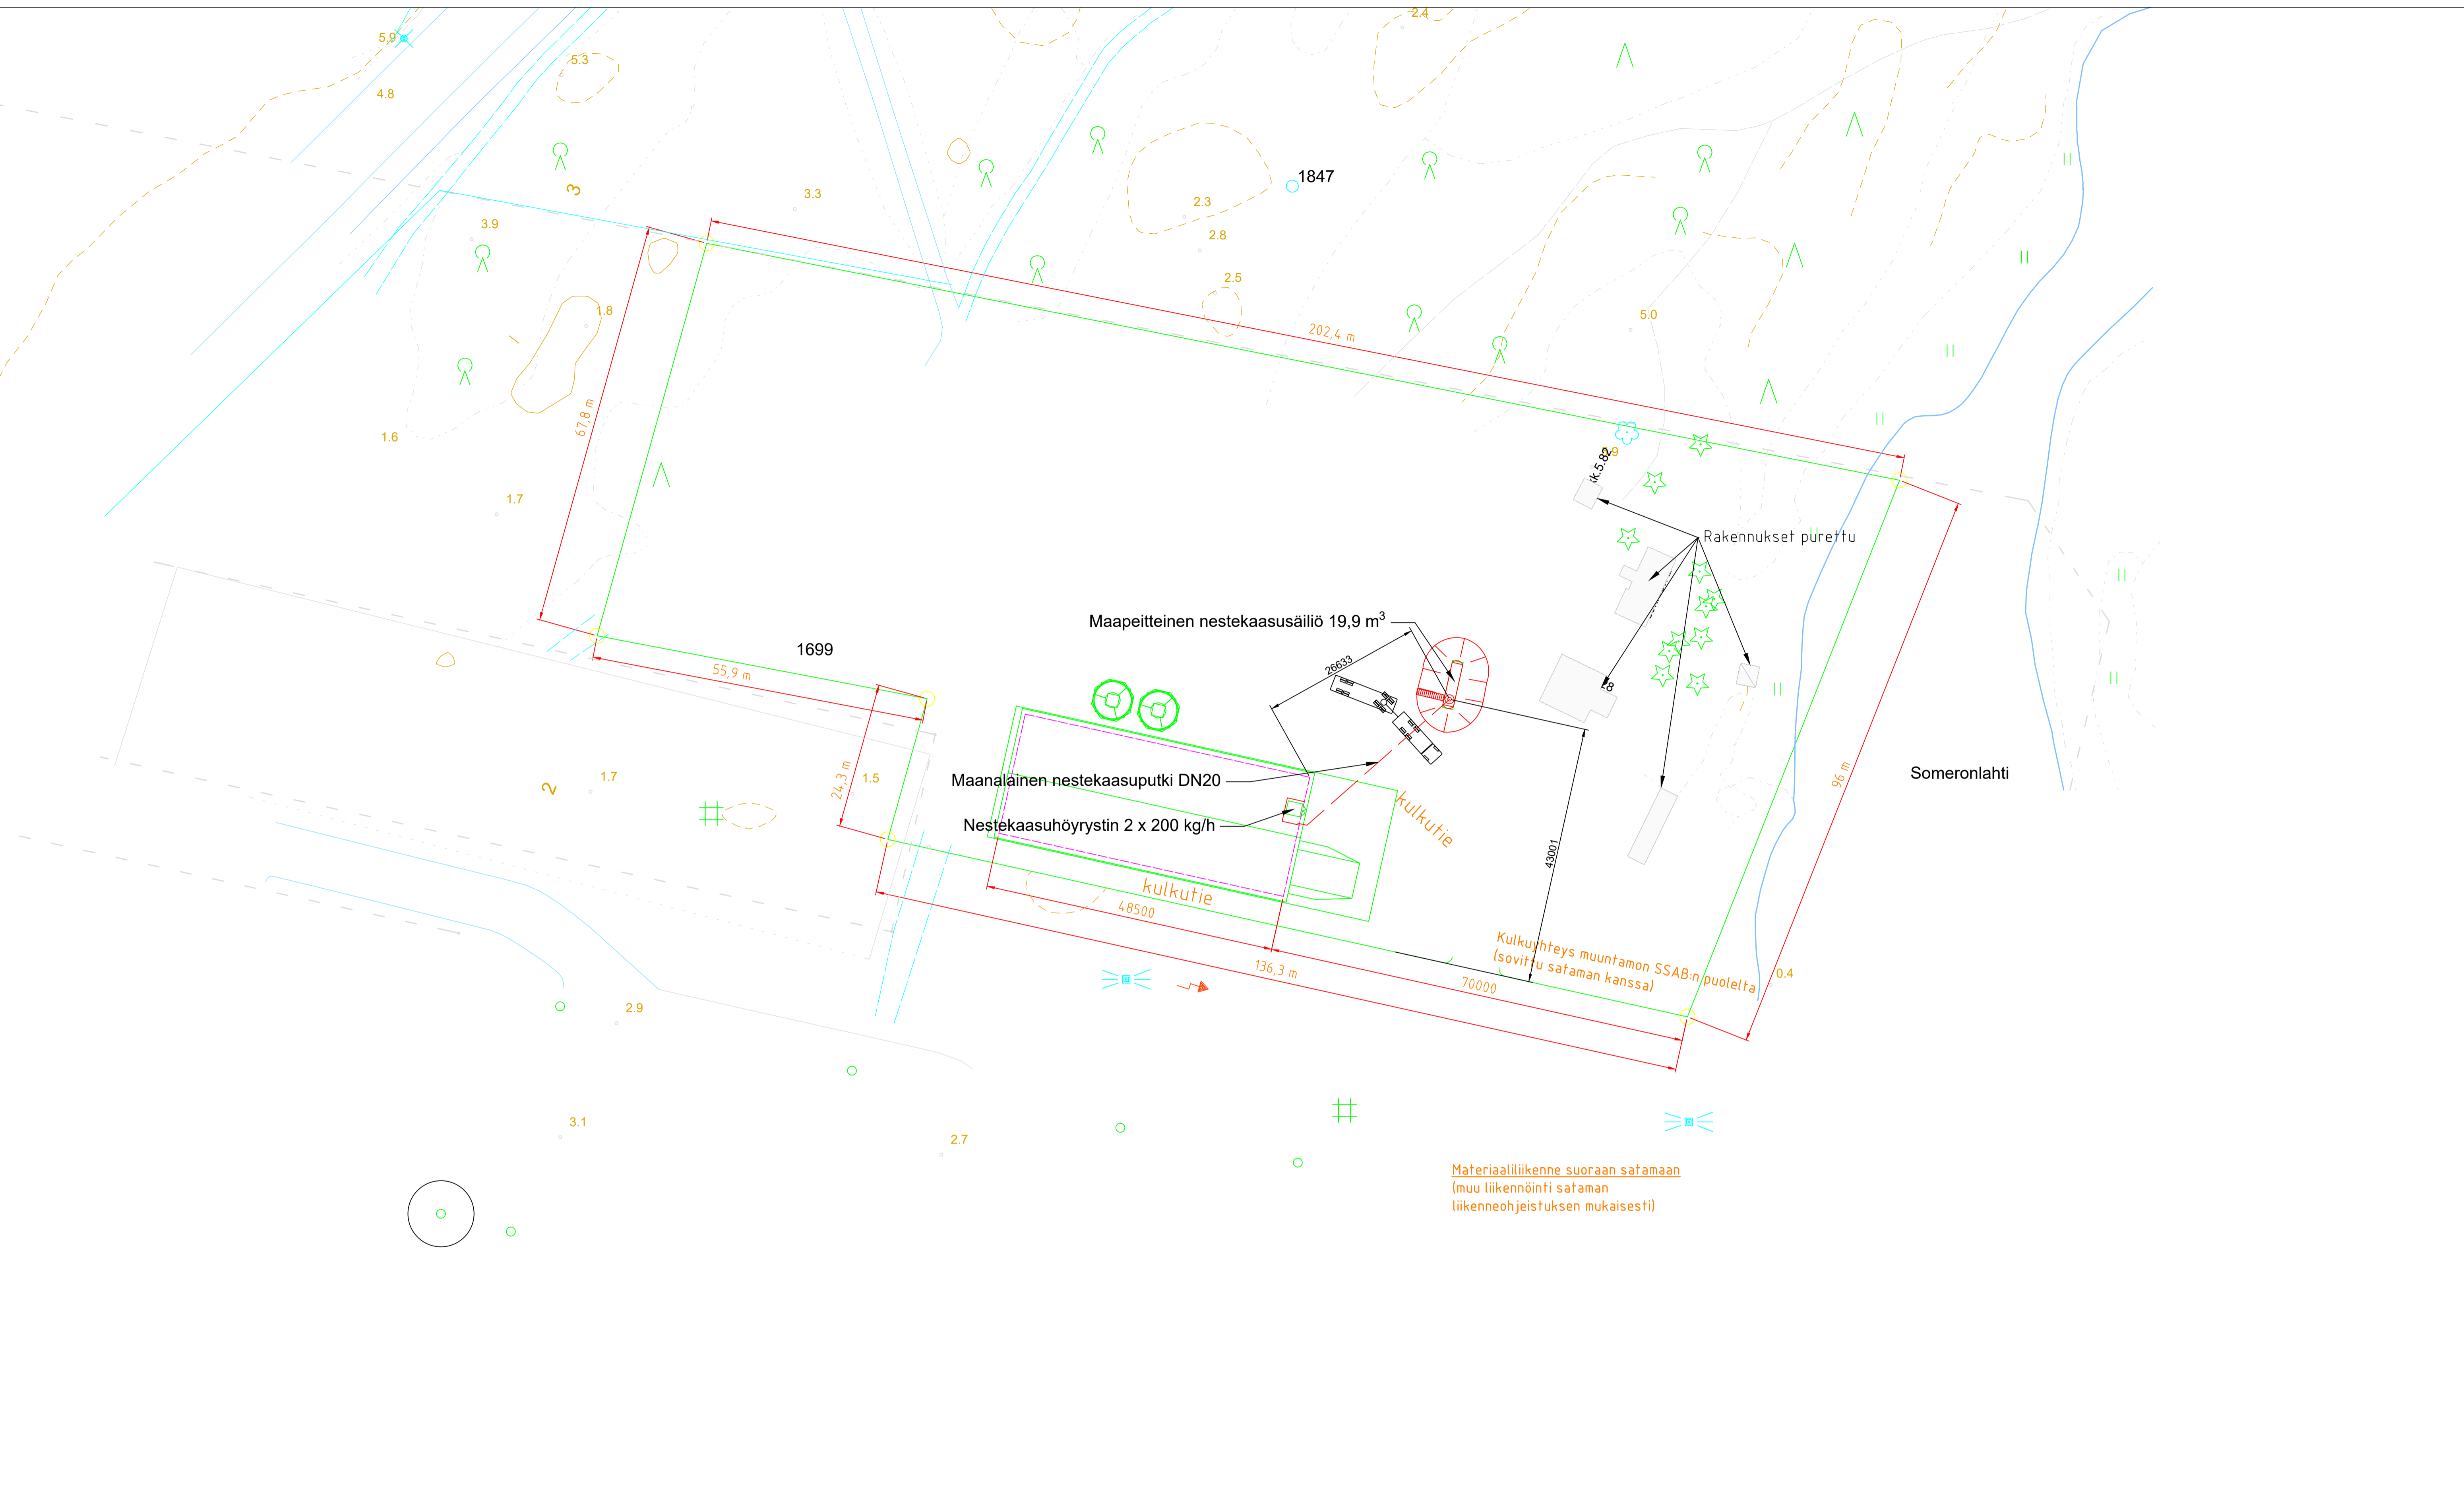 2.4
5.9
5.3
4.8
1847
3
3.3
2.3
3.9
2.8
2.5
1.8
5.0
202,4 m
67,8 m
1.6
1.7
Rakennukset purettu
Maapeitteinen nestekaasusäiliö 19,9 m³
1699
26633
55,9 m
Someronlahti
24,3 m
1.5
Maanalainen nestekaasuputki DN20
96 m
1.7
2
kulkutie
Nestekaasuhöyrystin 2 x 200 kg/h
43001
kulkutie
48500
Kulkuyhteys muuntamon SSAB:n puolelta
(sovittu sataman kanssa)
136,3 m
70000
0.4
2.9
3.1
2.7
Materiaaliliikenne suoraan satamaan
(muu liikennöinti sataman
liikenneohjeistuksen mukaisesti)